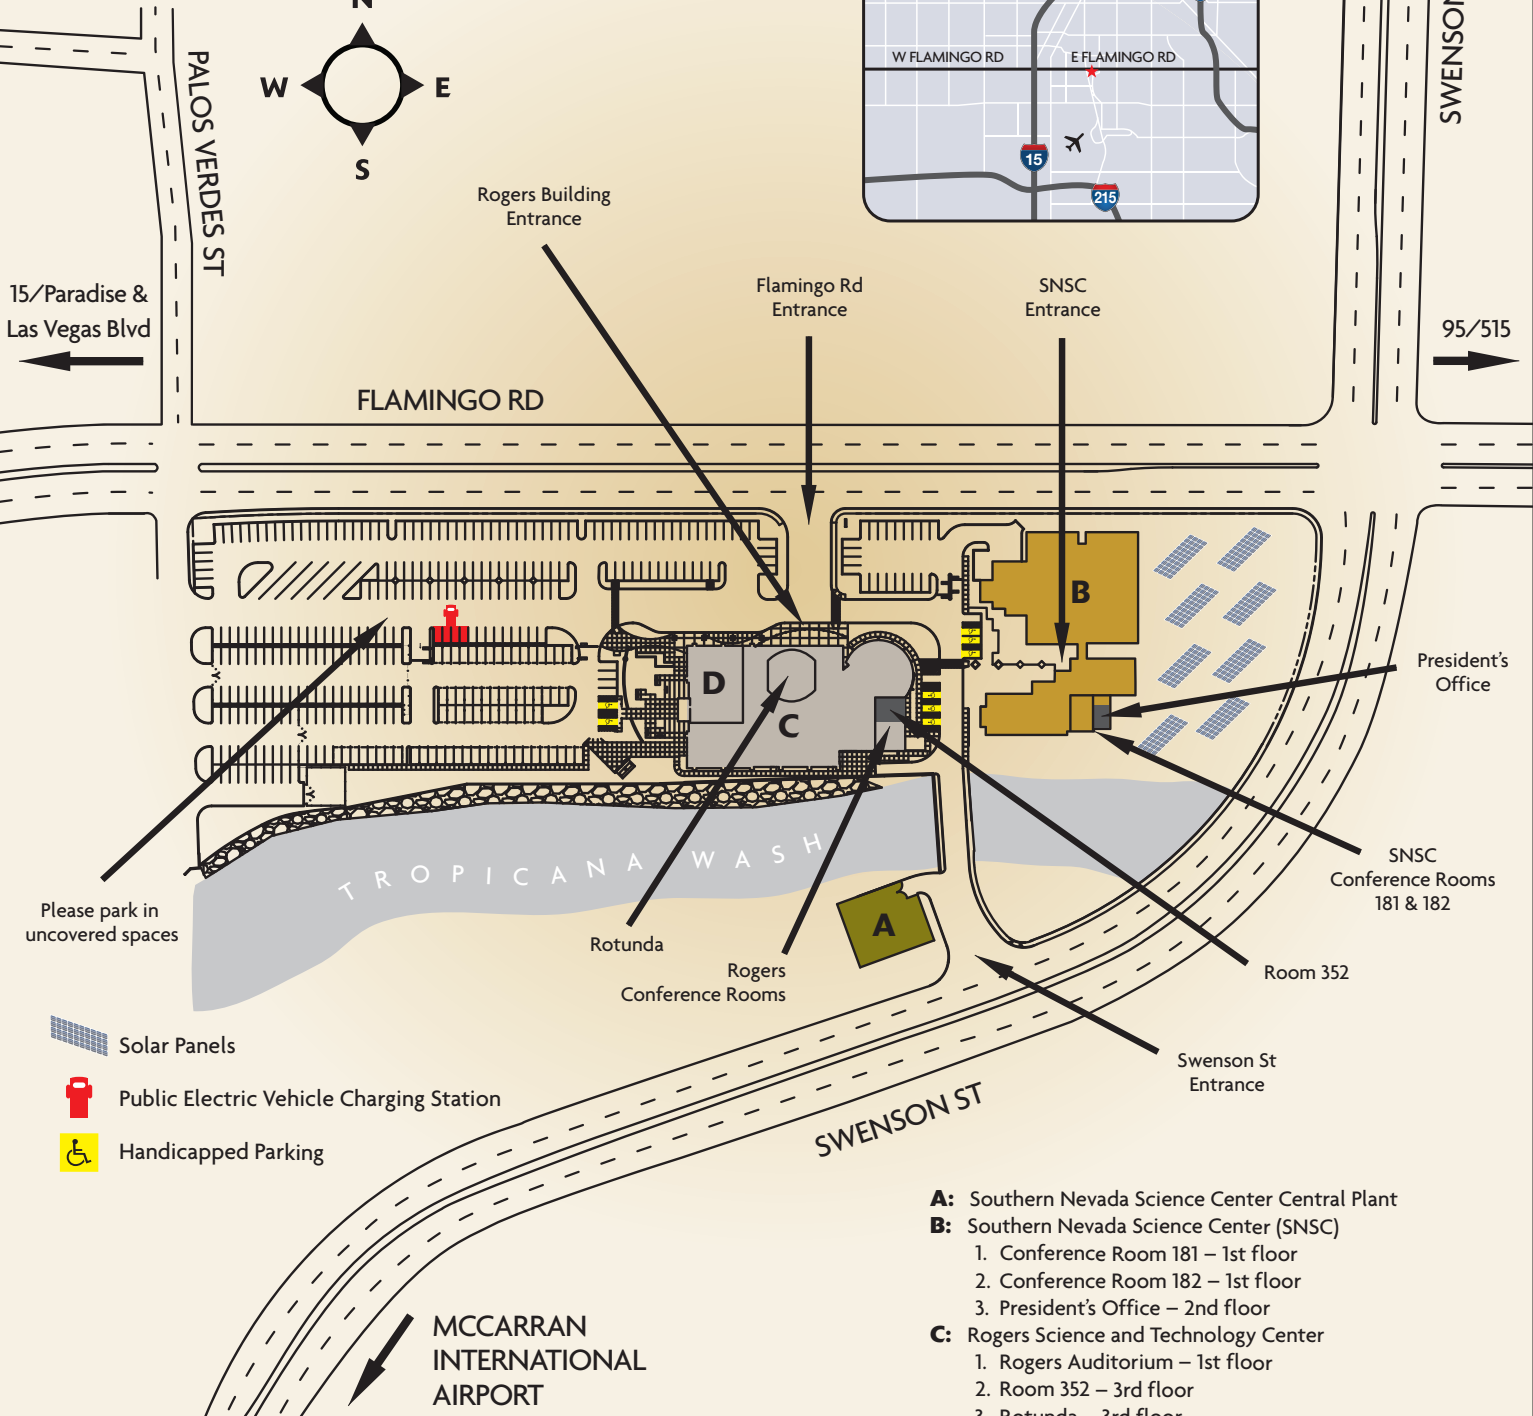 N
W
E
S
PALOS VERDES ST
W FLAMINGO RD
E FLAMINGO RD
15
215
SWENSON
Rogers Building
Entrance
Flamingo Rd
Entrance
SNSC
Entrance
15/Paradise &
Las Vegas Blvd
95/515
FLAMINGO RD
B
D
C
A
President's
Office
TROPICANA WASH
SNSC
Conference Rooms
181 & 182
Please park in
uncovered spaces
Rotunda
Rogers
Conference Rooms
Room 352
Swenson St
Entrance
SWENSON ST
Solar Panels
Public Electric Vehicle Charging Station
Handicapped Parking
MCCARRAN
INTERNATIONAL
AIRPORT
A: Southern Nevada Science Center Central Plant
B: Southern Nevada Science Center (SNSC)
1. Conference Room 181 – 1st floor
2. Conference Room 182 – 1st floor
3. President's Office – 2nd floor
C: Rogers Science and Technology Center
1. Rogers Auditorium – 1st floor
2. Room 352 – 3rd floor
3. Rotunda – 3rd floor